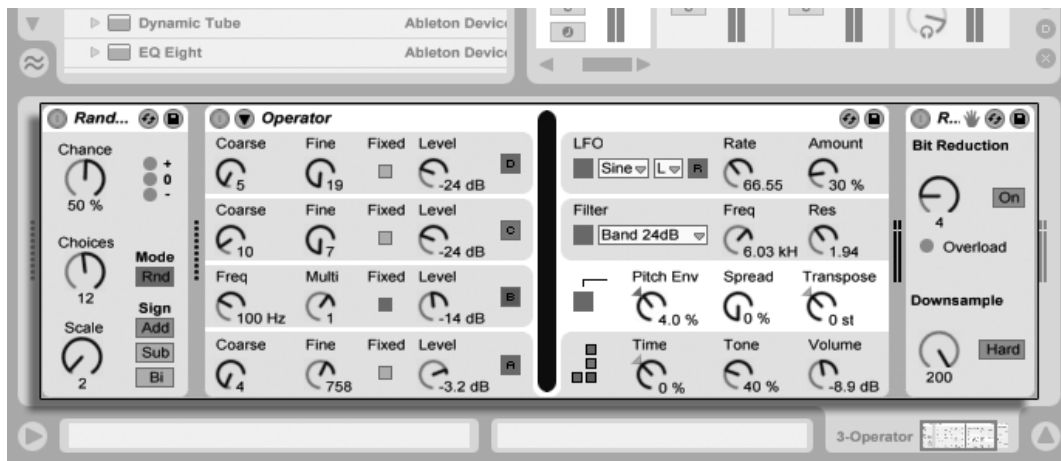 Dynamic Tube Ableton Device
EQ Eight Ableton Devic
Rand...
Chance
50 %
+
0
-
Choices
12
Mode
Rnd
Sign
Scale
Add
2
Sub
Bi
Operator
Coarse Fine Fixed Level
5 19 -24 dB D
Coarse Fine Fixed Level
10 7 -24 dB C
Freq Multi Fixed Level
100 Hz 1 -14 dB B
Coarse Fine Fixed Level
4 758 -3.2 dB A
LFO Rate Amount
Sine L R 66.55 30 %
Filter Freq Res
Band 24dB 6.03 kH 1.94
Pitch Env Spread Transpose
4.0 % 0 % 0 st
Time Tone Volume
0 % 40 % -8.9 dB
R...
Bit Reduction
On
4
Overload
Downsample
Hard
200
3-Operator